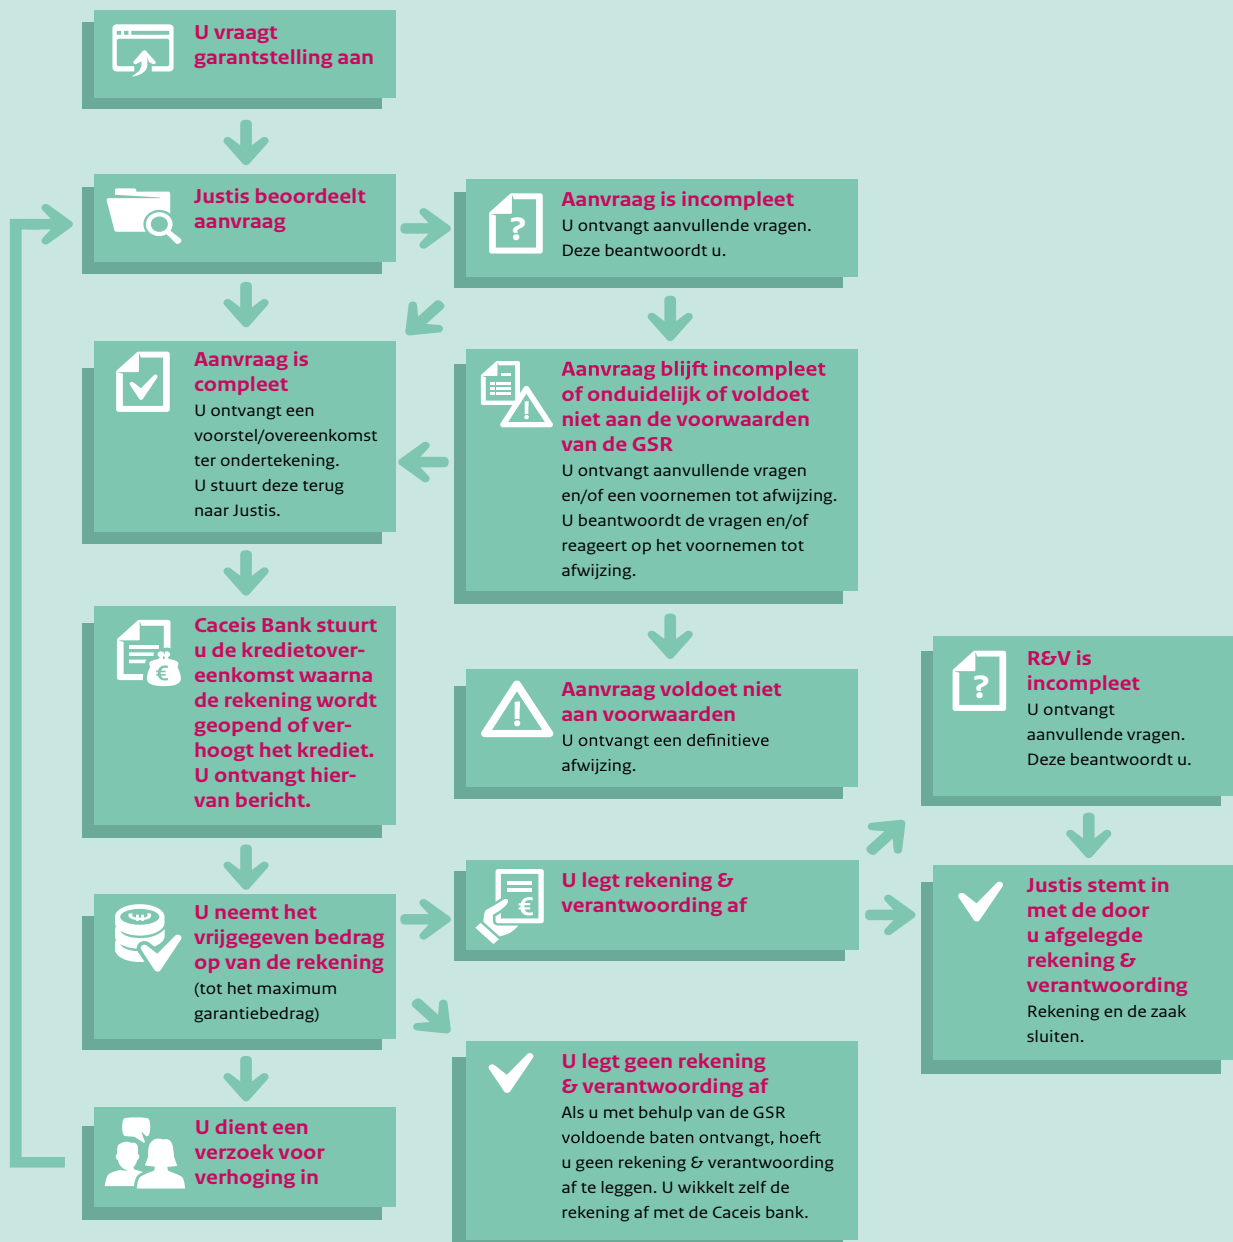 U vraagt
garantstelling aan
Justis beoordeelt
aanvraag
Aanvraag is incompleet
U ontvangt aanvullende vragen.
Deze beantwoordt u.
?
Aanvraag is
compleet
U ontvangt een
voorstel/overeenkomst
ter ondertekening.
U stuurt deze terug
naar Justis.
Aanvraag blijft incompleet
of onduidelijk of voldoet
niet aan de voorwaarden
van de GSR
U ontvangt aanvullende vragen
en/of een voornemen tot afwijzing.
U beantwoordt de vragen en/of
reageert op het voornemen tot
afwijzing.
!
Caceis Bank stuurt
u de kredietover-
eenkomst waarna
de rekening wordt
geopend of ver-
hoogt het krediet.
U ontvangt hier-
van bericht.
€
Aanvraag voldoet niet
aan voorwaarden
U ontvangt een definitieve
afwijzing.
!
R&V is
incompleet
U ontvangt
aanvullende vragen.
Deze beantwoordt u.
?
U neemt het
vrijgegeven bedrag
op van de rekening
(tot het maximum
garantiebedrag)
U legt rekening &
verantwoording af
€
Justis stemt in
met de door
u afgelegde
rekening &
verantwoording
Rekening en de zaak
sluiten.
U legt geen rekening
& verantwoording af
Als u met behulp van de GSR
voldoende baten ontvangt, hoeft
u geen rekening & verantwoording
af te leggen. U wikkelt zelf de
rekening af met de Caceis bank.
U dient een
verzoek voor
verhoging in